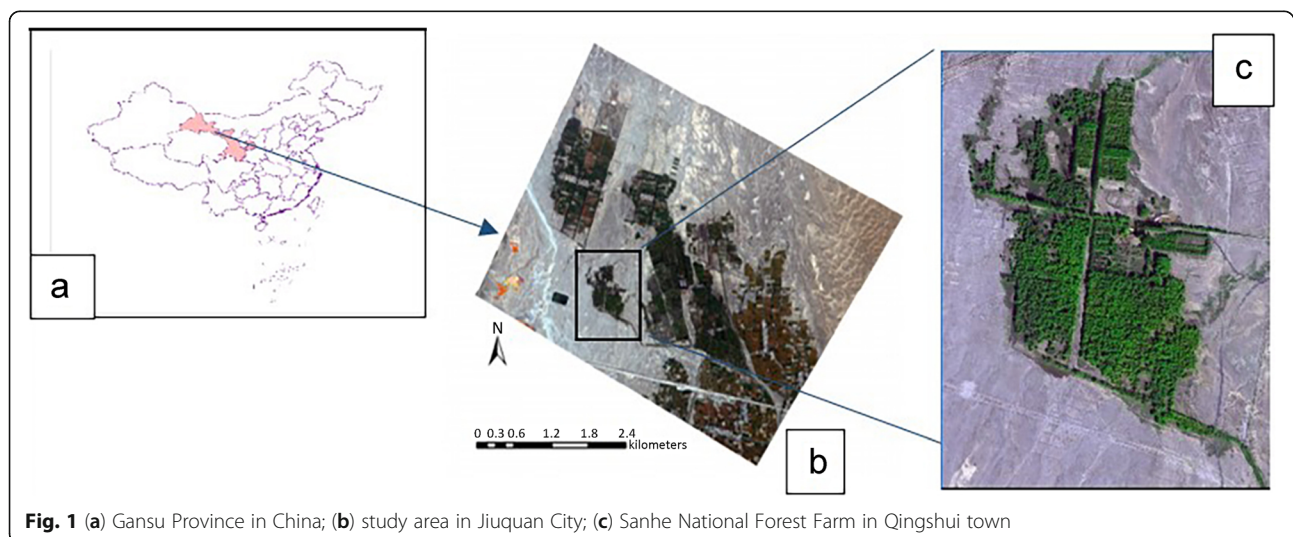 a
N
0 0.3 0.6 1.2 1.8 2.4
kilometers
b
c
Fig. 1 (a) Gansu Province in China; (b) study area in Jiuquan City; (c) Sanhe National Forest Farm in Qingshui town